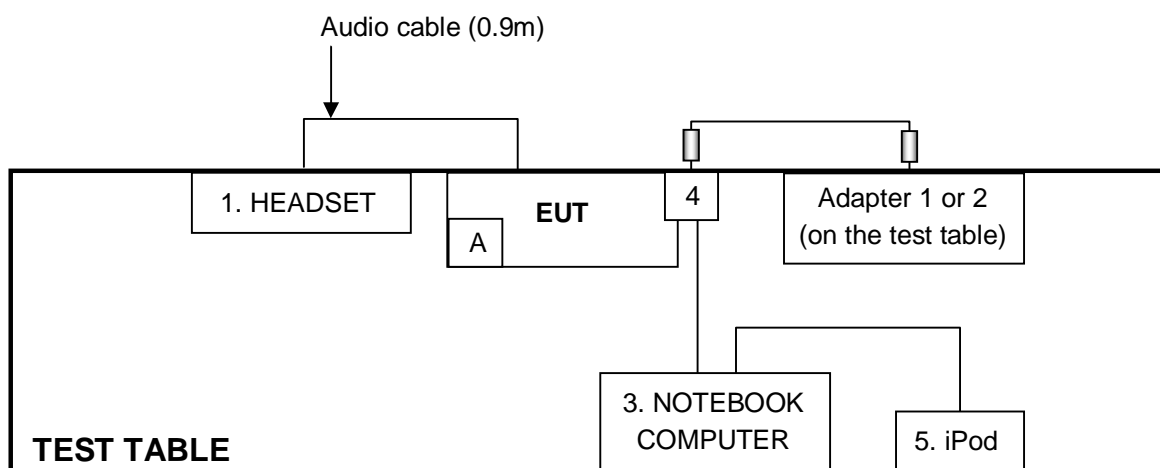 Audio cable (0.9m)
1. HEADSET
EUT
A
4
Adapter 1 or 2
(on the test table)
3. NOTEBOOK
COMPUTER
5. iPod
TEST TABLE